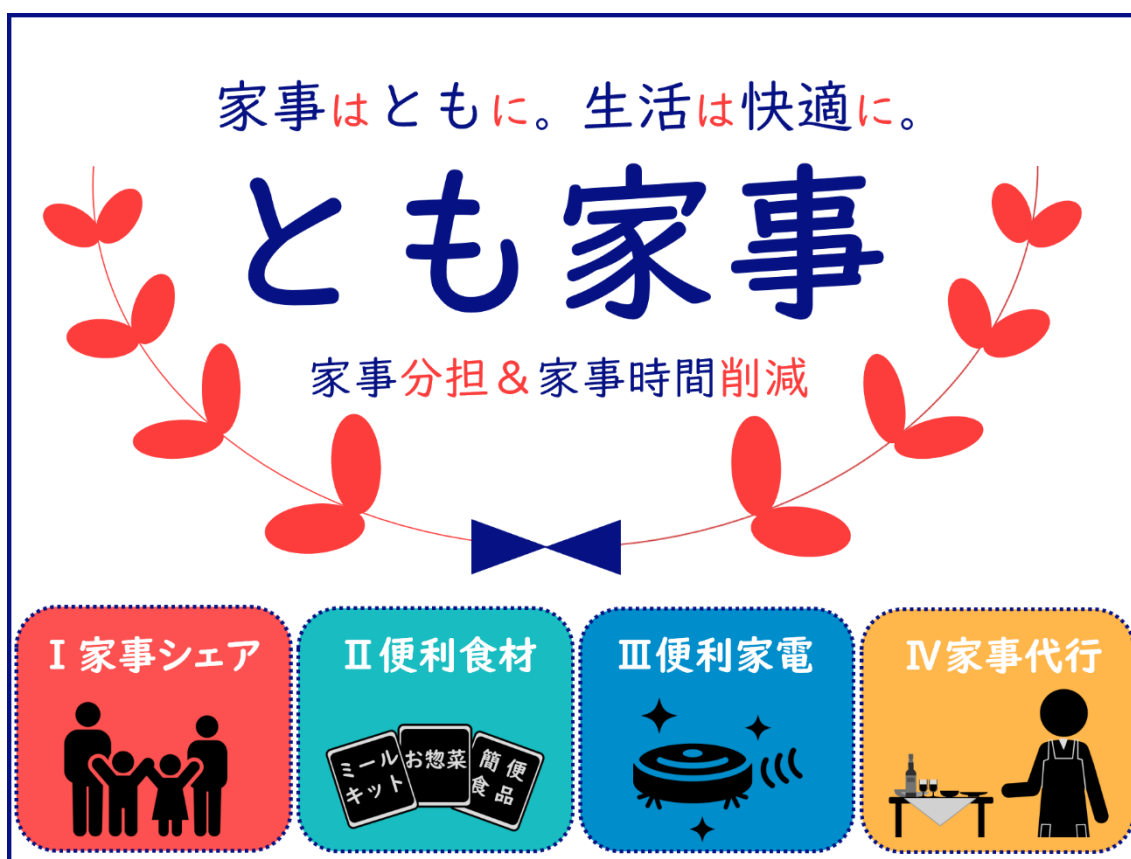 家事はともに。生活は快適に。
とも家事
家事分担＆家事時間削減
Ⅰ家事シェア
Ⅱ便利食材
ミール
キット
お惣菜
簡便
食品
Ⅲ便利家電
Ⅳ家事代行